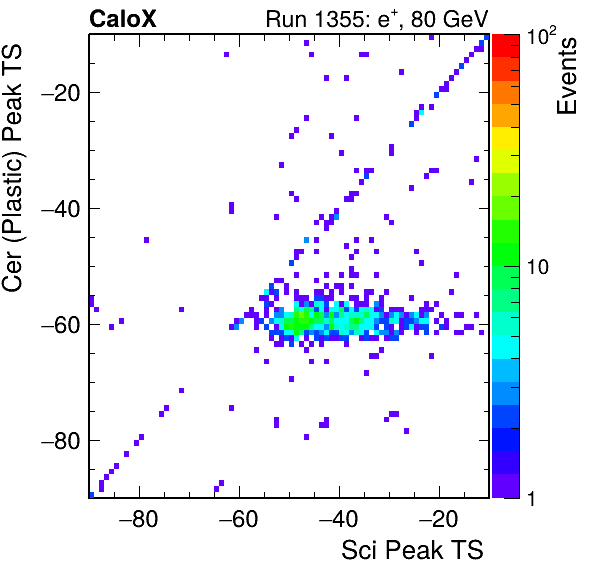 CaloX Run 1355: e⁺, 80 GeV
Cer (Plastic) Peak TS
−20
−40
−60
−80
−80 −60 −40 −20
Sci Peak TS
10²
10
1
Events